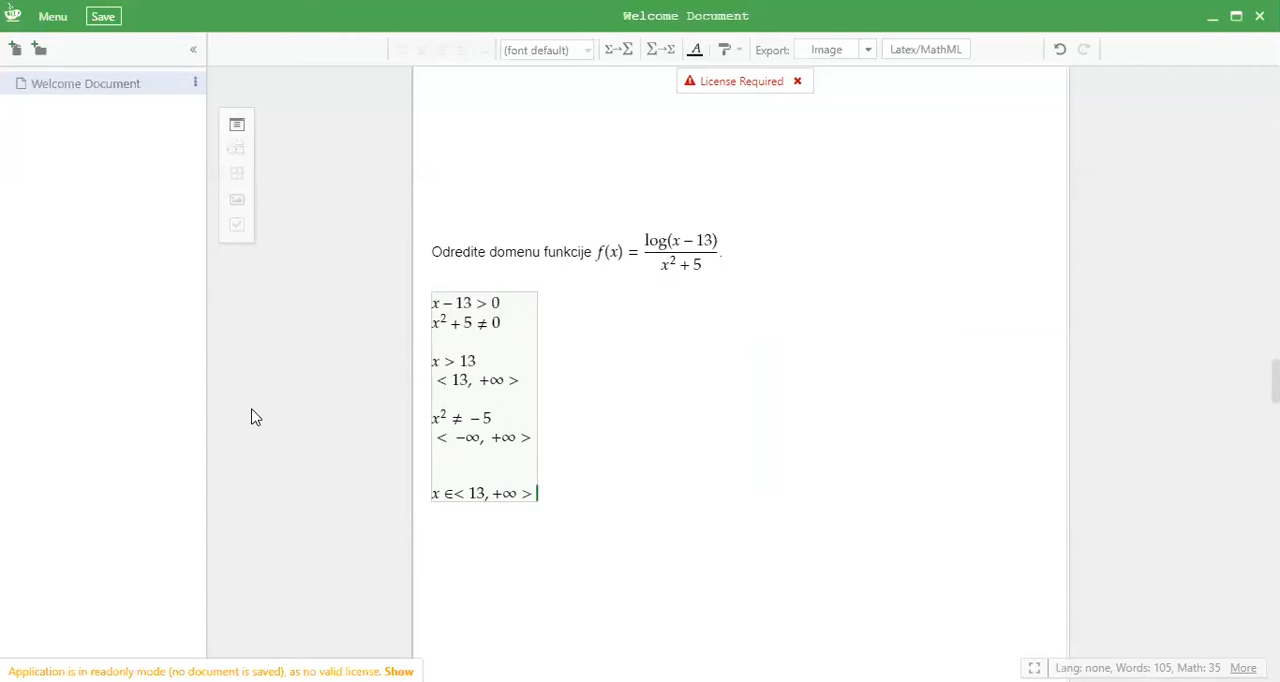 Welcome Document
Menu Save
(font default) Σ→Σ Σ→Σ A Export: Image Latex/MathML
«
License Required ×
Welcome Document
Odredite domenu funkcije f(x) = log(x − 13) / x² + 5.
x − 13 > 0
x² + 5 ≠ 0
x > 13
< 13, +∞ >
x² ≠ −5
< −∞, +∞ >
x ∈< 13, +∞ >
Application is in readonly mode (no document is saved), as no valid license. Show
Lang: none, Words: 105, Math: 35 More